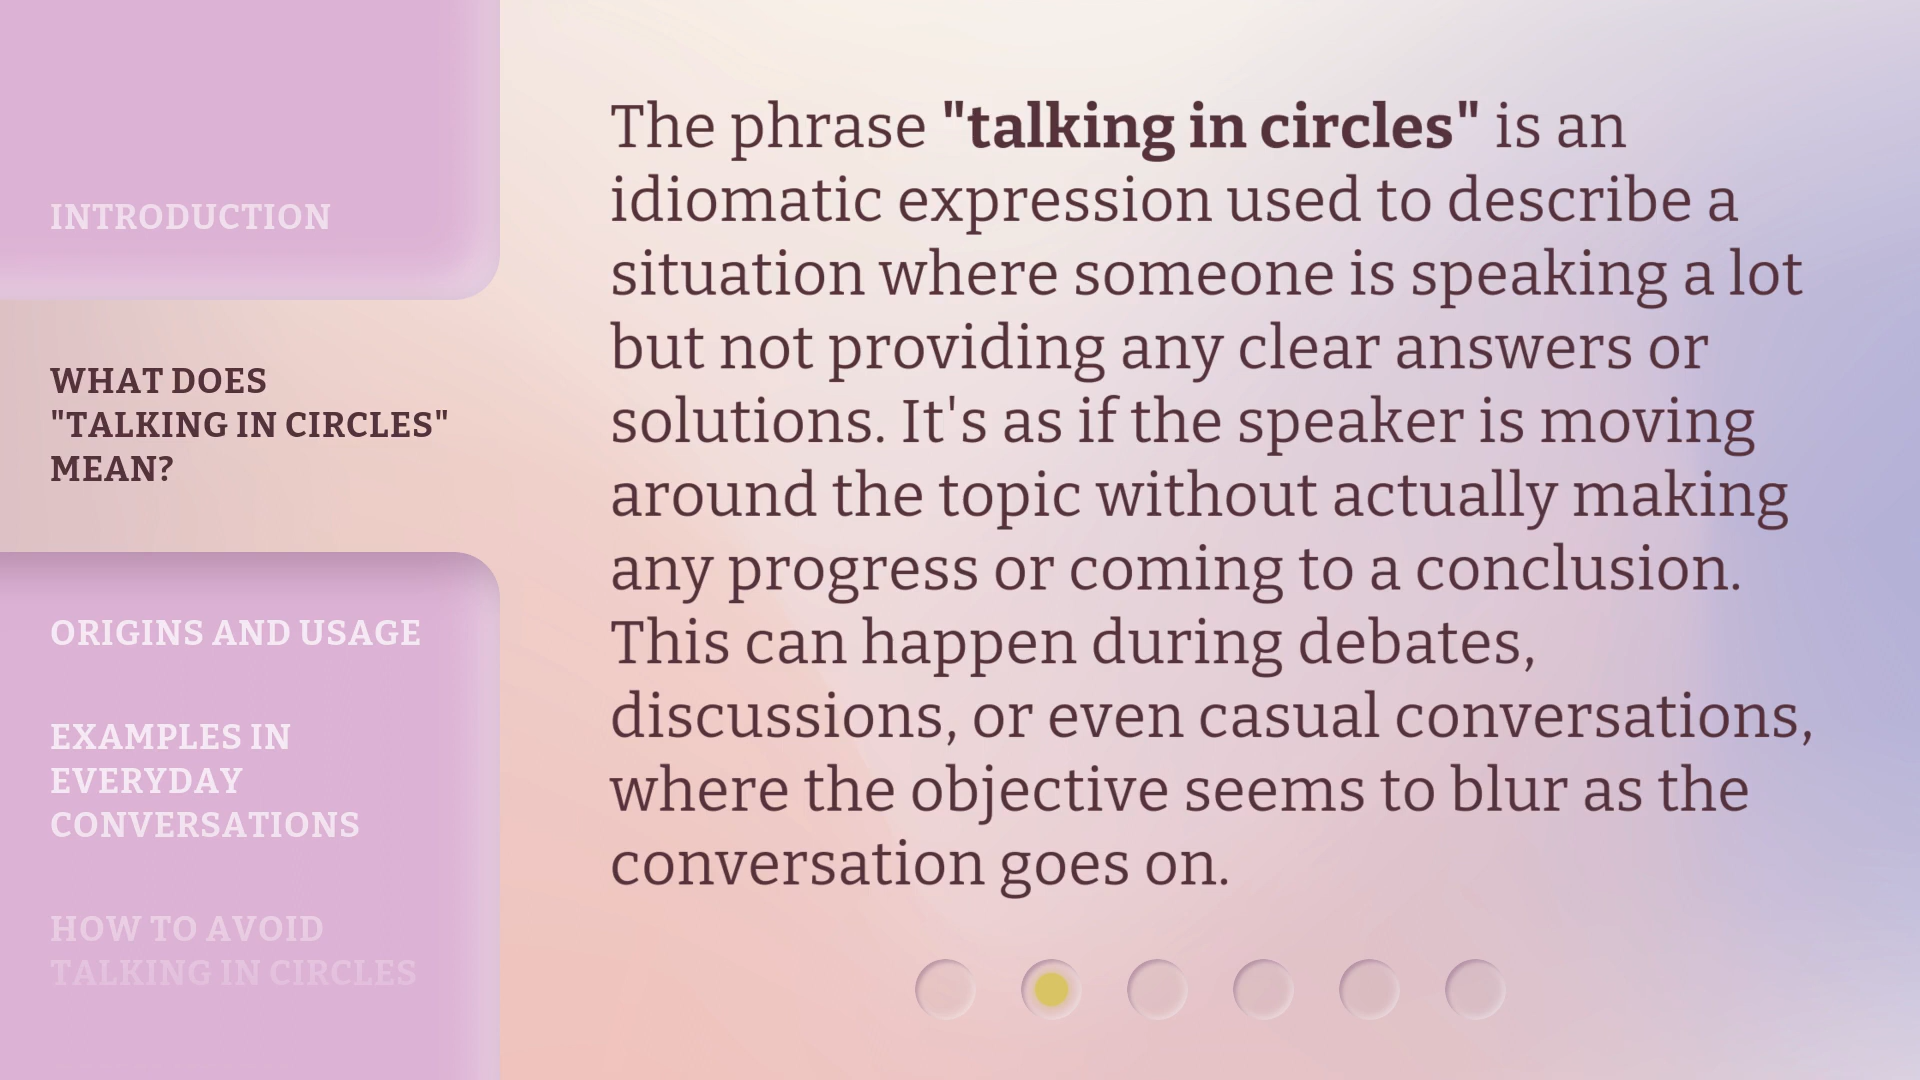 INTRODUCTION
WHAT DOES
"TALKING IN CIRCLES"
MEAN?
ORIGINS AND USAGE
EXAMPLES IN
EVERYDAY
CONVERSATIONS
HOW TO AVOID
TALKING IN CIRCLES
The phrase "talking in circles" is an
idiomatic expression used to describe a
situation where someone is speaking a lot
but not providing any clear answers or
solutions. It's as if the speaker is moving
around the topic without actually making
any progress or coming to a conclusion.
This can happen during debates,
discussions, or even casual conversations,
where the objective seems to blur as the
conversation goes on.